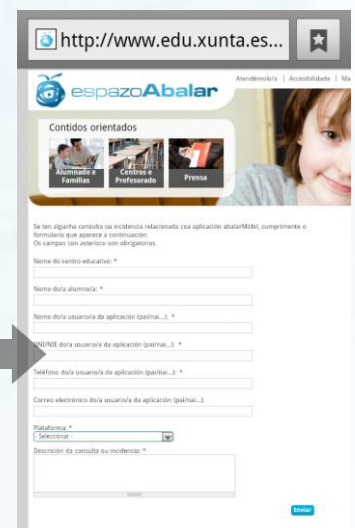 http://www.edu.xunta.es...
Atendémolo/a | Accesibilidade | Ma
espazoAbalar
Contidos orientados
Alumnado e Familias
Centros e Profesorado
Prensa
Se ten algunha consulta ou incidencia relacionada coa aplicación abalarMóbil, cumprimente o
formulario que aparece a continuación:
Os campos con asterisco son obrigatorios.
Nome do centro educativo: *
Nome do/a alumno/a: *
Nome do/a usuario/a da aplicación (pai/nai...): *
DNI/NIE do/a usuario/a da aplicación (pai/nai...): *
Teléfono do/a usuario/a da aplicación (pai/nai...): *
Correo electrónico do/a usuario/a da aplicación (pai/nai...):
Plataforma: *
- Seleccionar -
Descrición da consulta ou incidencia: *
Enviar